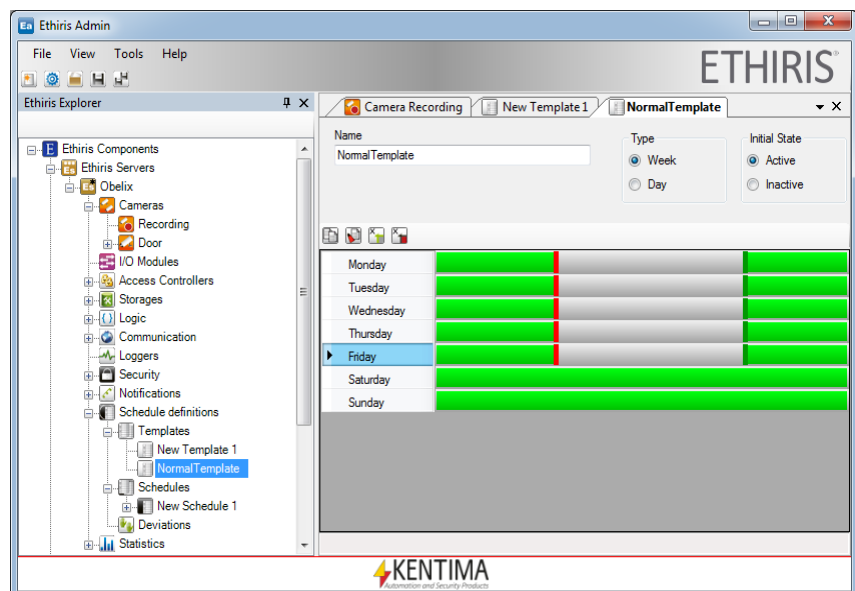 Ea Ethiris Admin
File View Tools Help
ETHIRIS®
Ethiris Explorer
Camera Recording
New Template 1
NormalTemplate
Ethiris Components
Ethiris Servers
Obelix
Cameras
Recording
Door
I/O Modules
Access Controllers
Storages
Logic
Communication
Loggers
Security
Notifications
Schedule definitions
Templates
New Template 1
NormalTemplate
Schedules
New Schedule 1
Deviations
Statistics
Name
NormalTemplate
Type
Week
Day
Initial State
Active
Inactive
Monday
Tuesday
Wednesday
Thursday
Friday
Saturday
Sunday
KENTIMA
Automation and Security Products